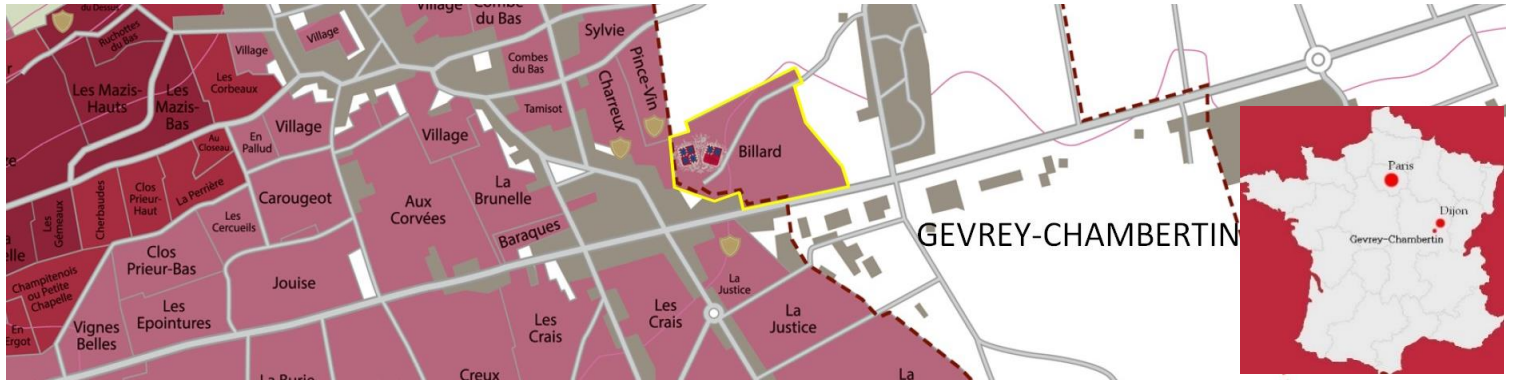 du Dessus
Ruchottes
du Bas
Village
Village
Village
Combe
du Bas
Sylvie
Pince-Vin
Charreux
Combes
du Bas
Tamisot
Les Mazis-
Hauts
Les
Mazis-
Bas
Les
Corbeaux
Au
Closeau
En
Pallud
Village
Village
Billard
Les
Gémeaux
Cherbaudes
Clos
Prieur-
Haut
La Perrière
Les
Cercueils
Carougeot
Aux
Corvées
La
Brunelle
Baraques
Clos
Prieur-Bas
Champitenois
ou Petite
Chapelle
En
Ergot
Vignes
Belles
Les
Epointures
Jouise
Les
Crais
Creux
Les
Crais
La
Justice
La
Justice
La
GEVREY-CHAMBERTIN
Paris
Dijon
Gevrey-Chambertin